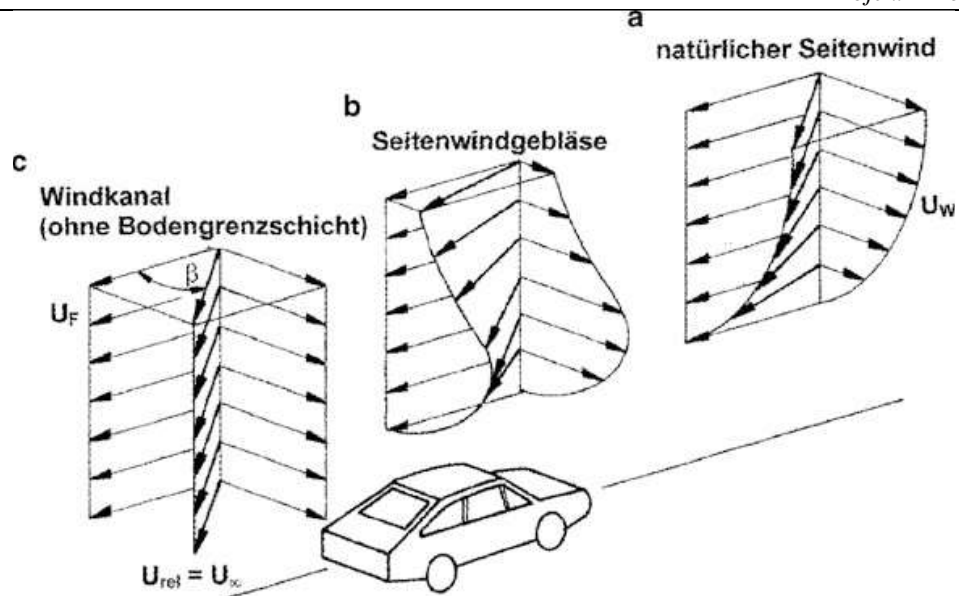 a
natürlicher Seitenwind
b
Seitenwindgebläse
c
Windkanal
(ohne Bodengrenzschicht)
β
U_F
U_W
U_rel = U_∞